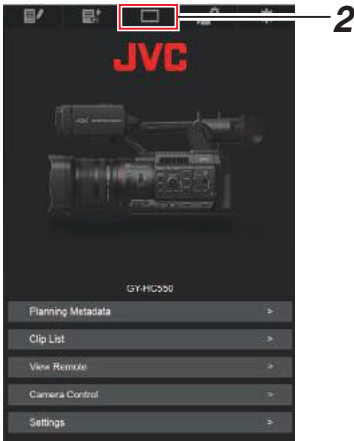 2
JVC
GY-HC550
Planning Metadata >
Clip List >
View Remote >
Camera Control >
Settings >